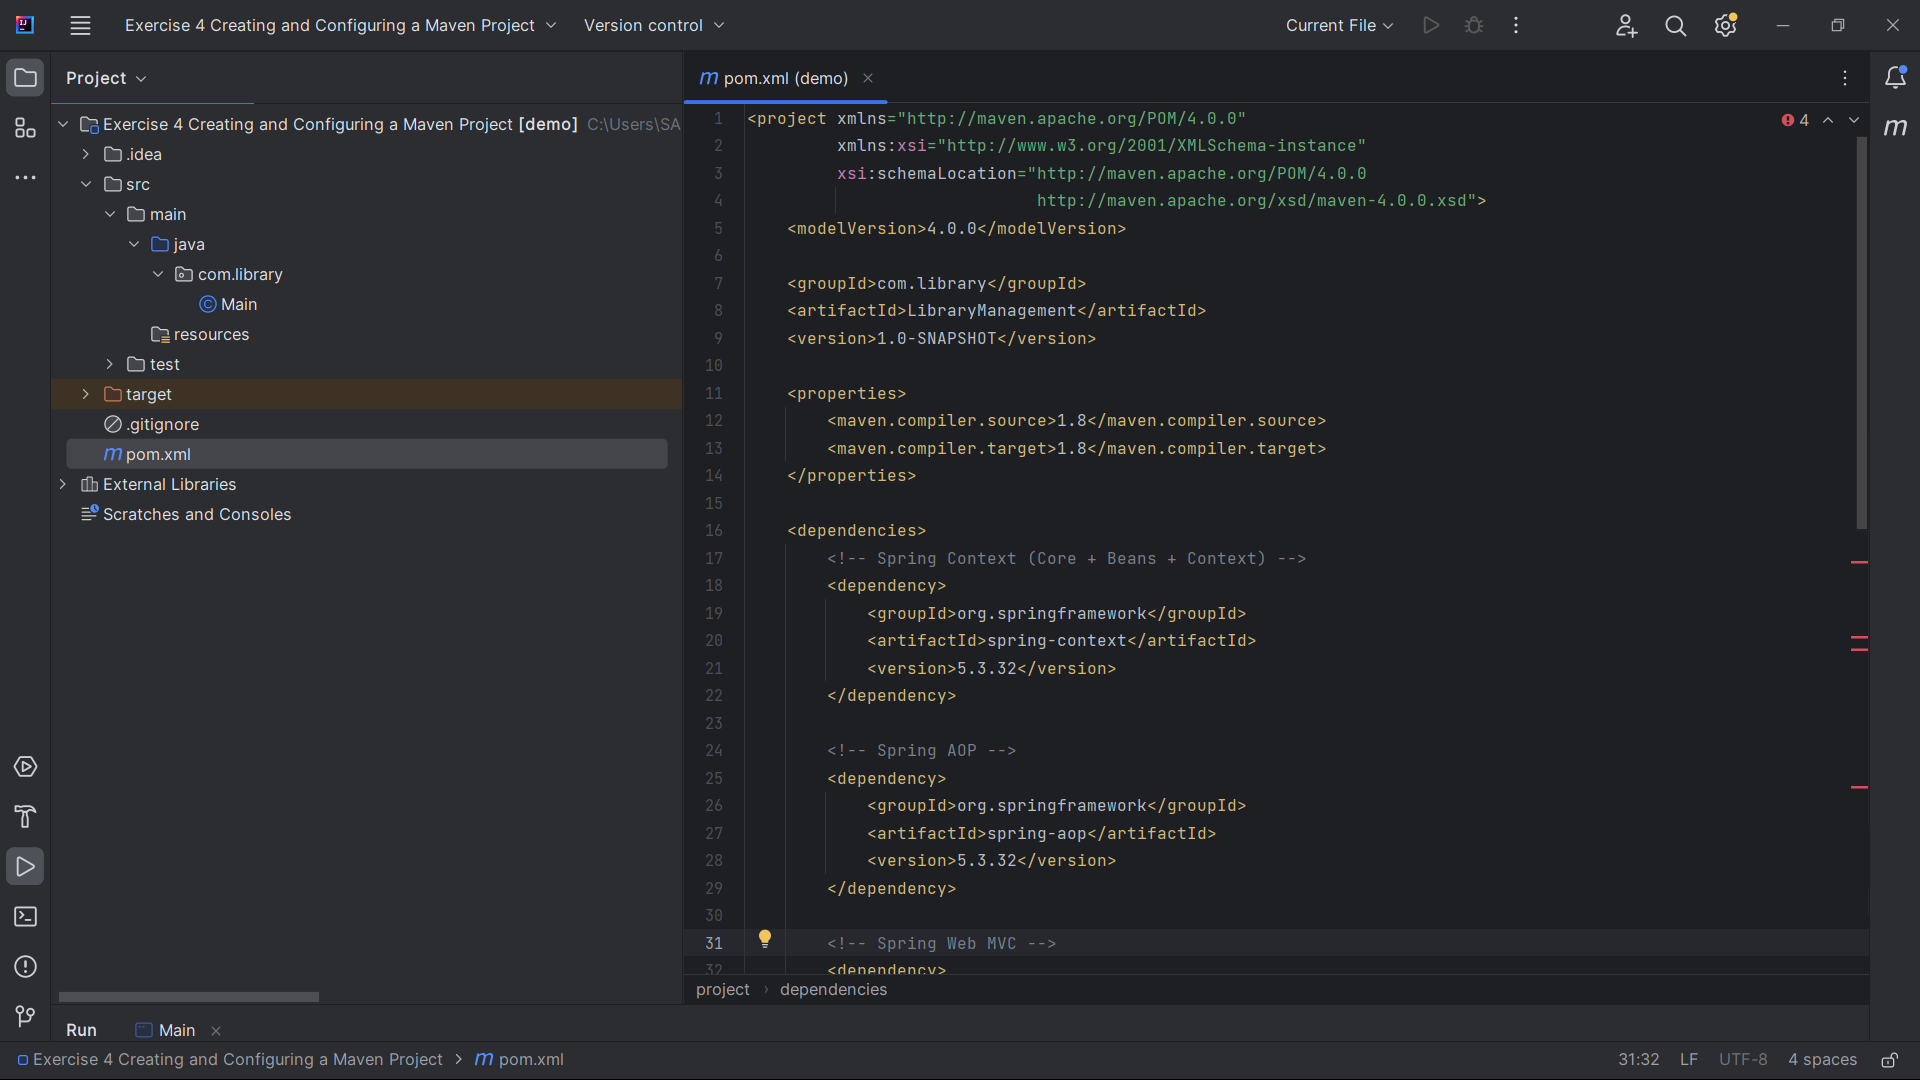 Exercise 4 Creating and Configuring a Maven Project
Version control
Current File
Project
Exercise 4 Creating and Configuring a Maven Project [demo] C:\Users\SA
.idea
src
main
java
com.library
Main
resources
test
target
.gitignore
pom.xml
External Libraries
Scratches and Consoles
pom.xml (demo)
4
1 <project xmlns="http://maven.apache.org/POM/4.0.0"
2 xmlns:xsi="http://www.w3.org/2001/XMLSchema-instance"
3 xsi:schemaLocation="http://maven.apache.org/POM/4.0.0
4 http://maven.apache.org/xsd/maven-4.0.0.xsd">
5 <modelVersion>4.0.0</modelVersion>
6
7 <groupId>com.library</groupId>
8 <artifactId>LibraryManagement</artifactId>
9 <version>1.0-SNAPSHOT</version>
10
11 <properties>
12 <maven.compiler.source>1.8</maven.compiler.source>
13 <maven.compiler.target>1.8</maven.compiler.target>
14 </properties>
15
16 <dependencies>
17 <!-- Spring Context (Core + Beans + Context) -->
18 <dependency>
19 <groupId>org.springframework</groupId>
20 <artifactId>spring-context</artifactId>
21 <version>5.3.32</version>
22 </dependency>
23
24 <!-- Spring AOP -->
25 <dependency>
26 <groupId>org.springframework</groupId>
27 <artifactId>spring-aop</artifactId>
28 <version>5.3.32</version>
29 </dependency>
30
31 <!-- Spring Web MVC -->
32 <dependency>
project › dependencies
Run
Main
Exercise 4 Creating and Configuring a Maven Project > pom.xml
31:32 LF UTF-8 4 spaces